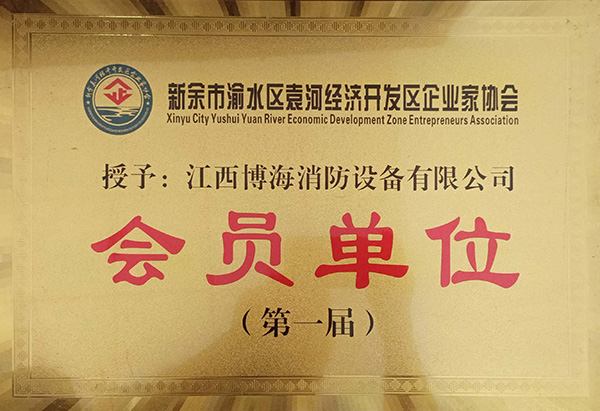 新余市渝水区袁河经济开发区企业家协会
Xinyu City Yushui Yuan River Economic Development Zone Entrepreneurs Association
授予：江西博海消防设备有限公司
会员单位
（第一届）